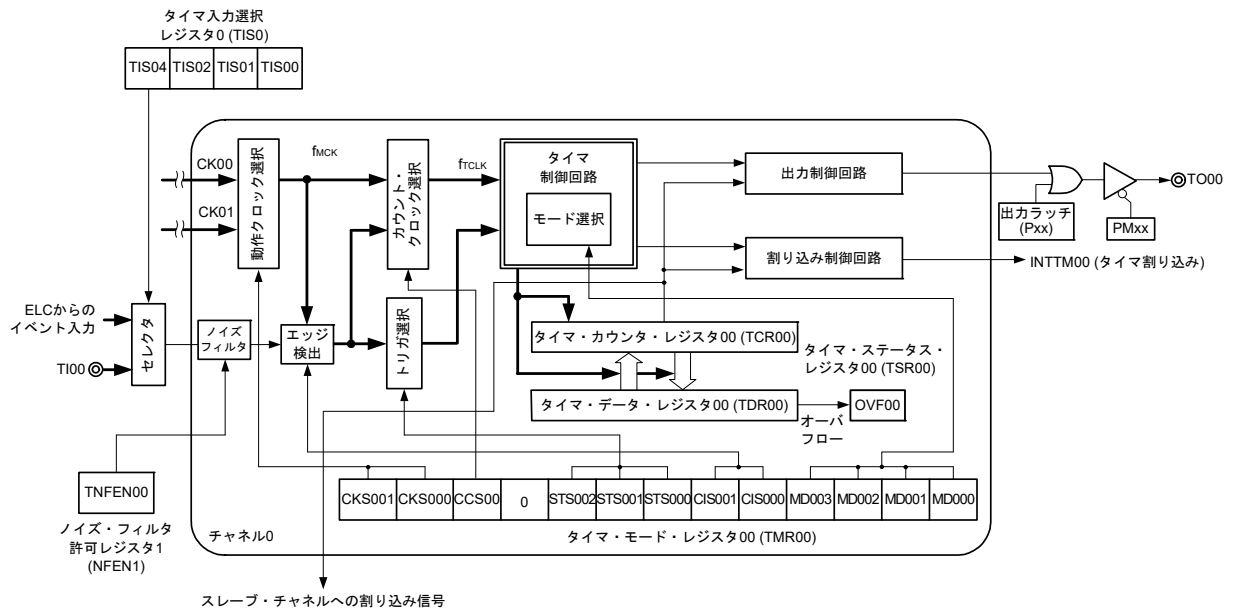 タイマ入力選択
レジスタ0 (TIS0)
TIS04 TIS02 TIS01 TIS00
CK00
CK01
動作クロック選択
fMCK
カウント・
クロック選択
fTCLK
タイマ
制御回路
モード選択
出力制御回路
出力ラッチ
(Pxx)
PMxx
TO00
割り込み制御回路
INTTM00 (タイマ割り込み)
ELCからの
イベント入力
TI00
セレクタ
ノイズ
フィルタ
エッジ
検出
トリガ選択
タイマ・カウンタ・レジスタ00 (TCR00)
タイマ・ステータス・
レジスタ00 (TSR00)
タイマ・データ・レジスタ00 (TDR00)
OVF00
オーバ
フロー
TNFEN00
ノイズ・フィルタ
許可レジスタ1
(NFEN1)
CKS001 CKS000 CCS00 0 STS002 STS001 STS000 CIS001 CIS000 MD003 MD002 MD001 MD000
チャネル0
タイマ・モード・レジスタ00 (TMR00)
スレーブ・チャネルへの割り込み信号